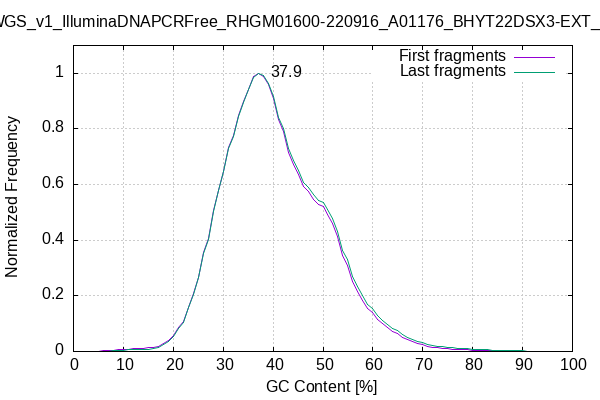 WGS_v1_IlluminaDNAPCRFree_RHGM01600-220916_A01176_BHYT22DSX3-EXT_
First fragments
Last fragments
37.9
1
0.8
0.6
0.4
0.2
0
Normalized Frequency
0 10 20 30 40 50 60 70 80 90 100
GC Content [%]